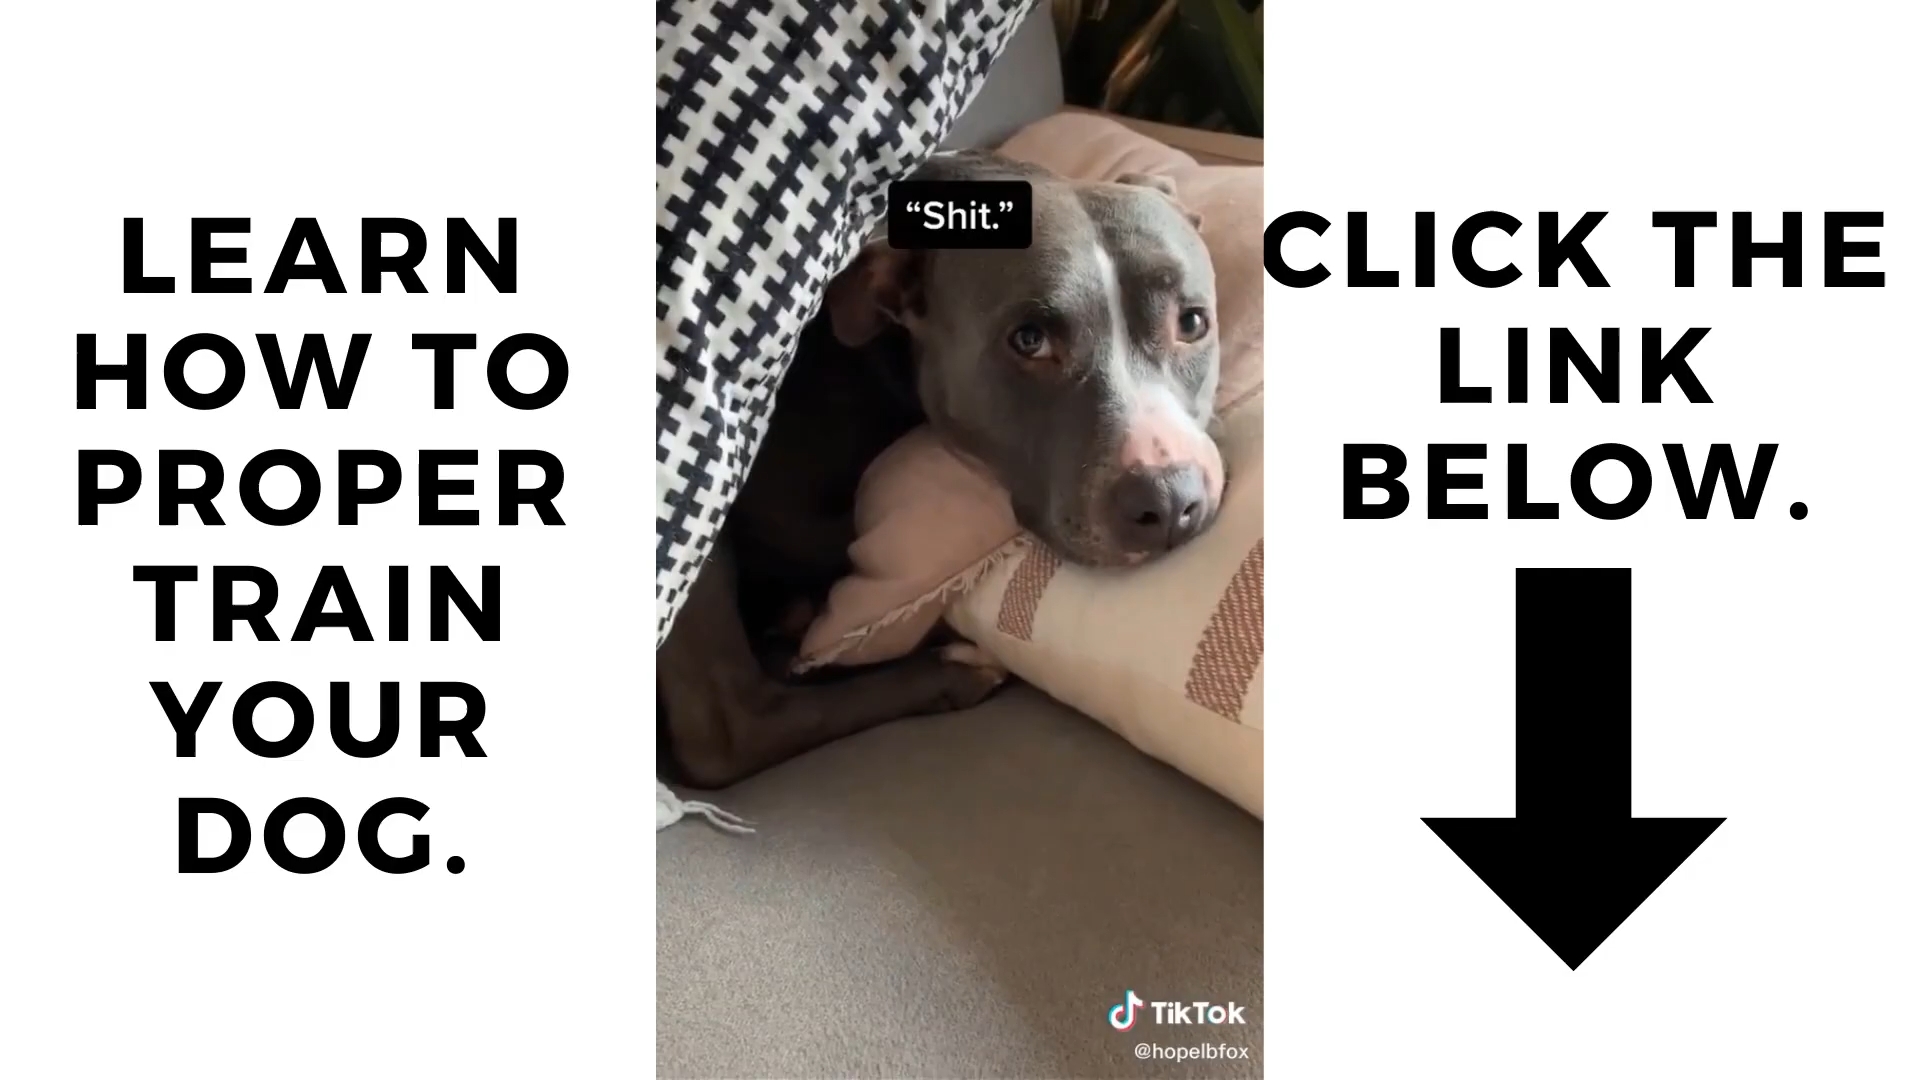 LEARN
HOW TO
PROPER
TRAIN
YOUR
DOG.
“Shit.”
TikTok
@hopelbfox
CLICK THE
LINK
BELOW.